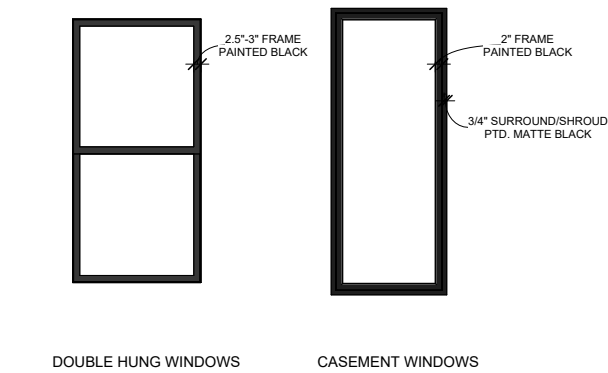 2.5"-3" FRAME
PAINTED BLACK
2" FRAME
PAINTED BLACK
3/4" SURROUND/SHROUD
PTD. MATTE BLACK
DOUBLE HUNG WINDOWS
CASEMENT WINDOWS